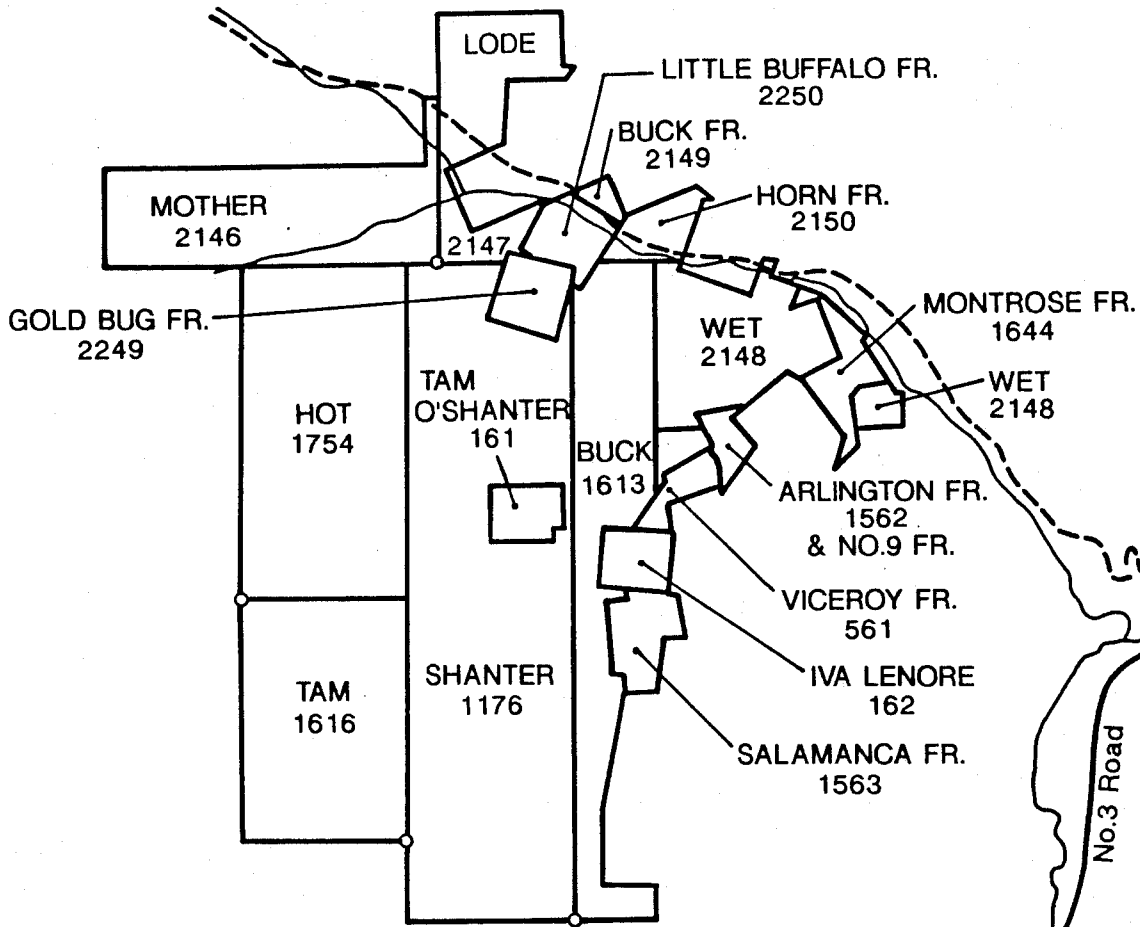 LODE
LITTLE BUFFALO FR.
2250
BUCK FR.
2149
HORN FR.
2150
MOTHER
2146
2147
GOLD BUG FR.
2249
WET
2148
MONTROSE FR.
1644
WET
2148
HOT
1754
TAM
O'SHANTER
161
BUCK
1613
ARLINGTON FR.
1562
& NO.9 FR.
VICEROY FR.
561
IVA LENORE
162
SALAMANCA FR.
1563
TAM
1616
SHANTER
1176
No.3 Road